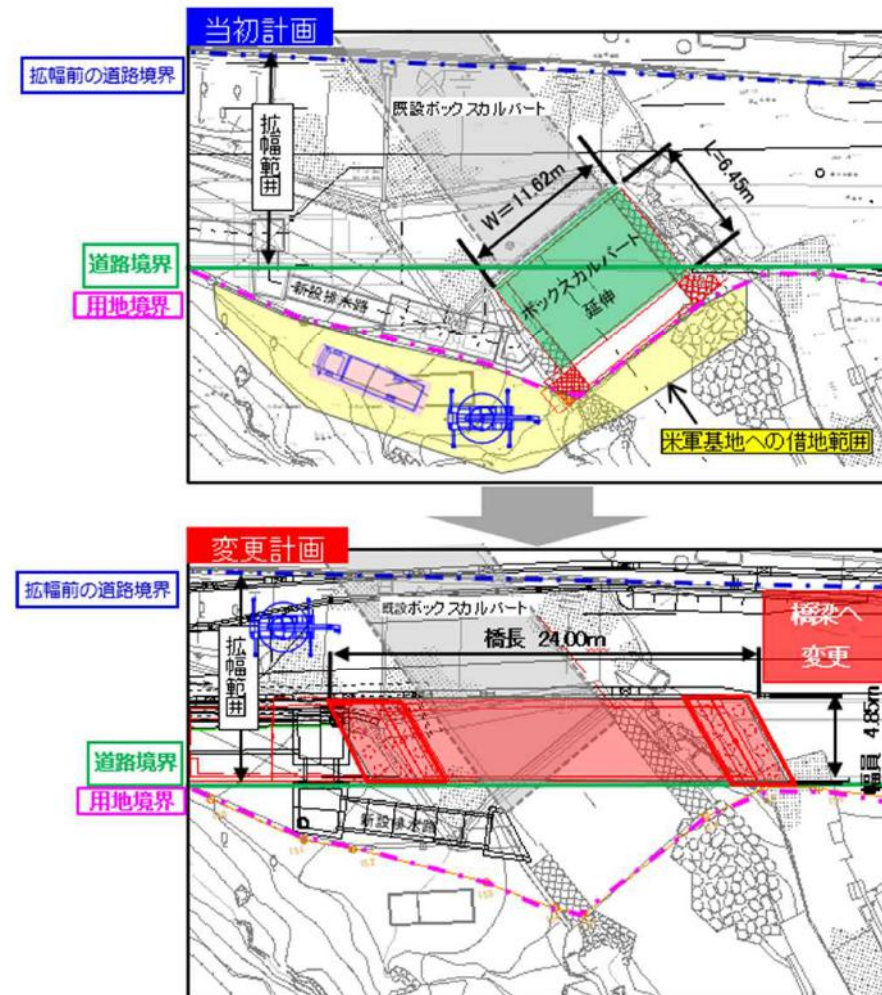 当初計画
拡幅前の道路境界
既設ボックスカルバート
拡幅範囲
W=11.62m
L=6.45m
道路境界
用地境界
新設排水路
ボックスカルバート
延伸
米軍基地への借地範囲
変更計画
拡幅前の道路境界
既設ボックスカルバート
橋梁へ
変更
橋長 24.00m
拡幅範囲
幅員 4.85m
道路境界
用地境界
新設排水路